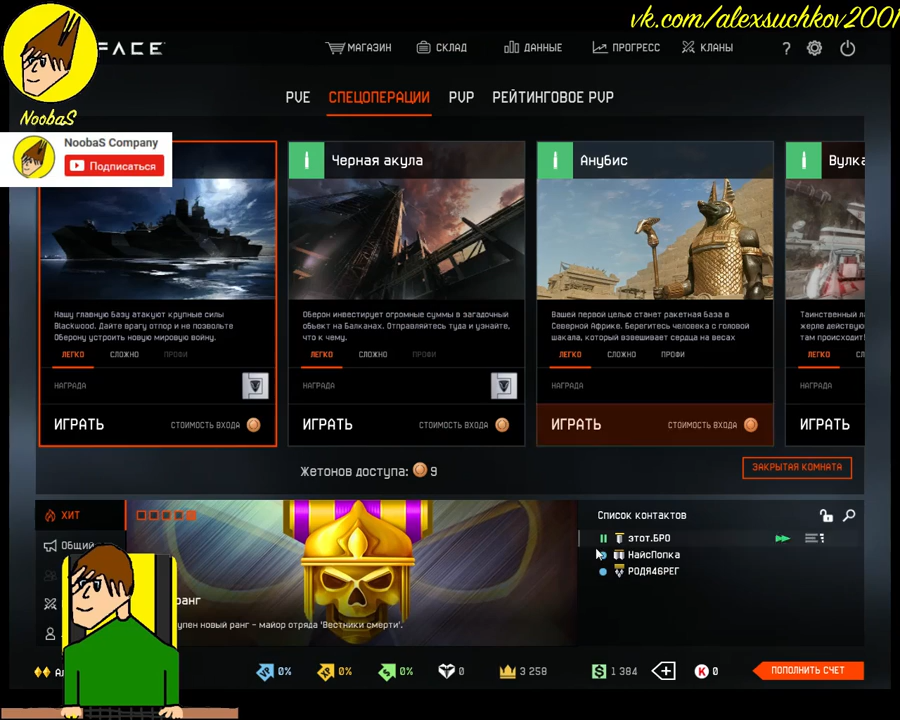 vk.com/alexsuchkov2001
FACE
МАГАЗИН
СКЛАД
ДАННЫЕ
ПРОГРЕСС
КЛАНЫ
?
NoobaS
PVE
СПЕЦОПЕРАЦИИ
PVP
РЕЙТИНГОВОЕ PVP
NoobaS Company
Подписаться
Черная акула
Анубис
Вулка
Нашу главную базу атакуют крупные силы
Blackwood. Дайте врагу отпор и не позвольте
Оберону устроить новую мировую войну.
ЛЕГКО
СЛОЖНО
ПРОФИ
НАГРАДА
ИГРАТЬ
СТОИМОСТЬ ВХОДА
Оберон инвестирует огромные суммы в загадочный
объект на Балканах. Отправляйтесь туда и узнайте,
что к чему.
ЛЕГКО
СЛОЖНО
ПРОФИ
НАГРАДА
ИГРАТЬ
СТОИМОСТЬ ВХОДА
Вашей первой целью станет ракетная база в
Северной Африке. Берегитесь человека с головой
шакала, который взвешивает сердца на весах
ЛЕГКО
СЛОЖНО
ПРОФИ
НАГРАДА
ИГРАТЬ
СТОИМОСТЬ ВХОДА
Таинственный
жерле действую
там происходит
ЛЕГКО
СЛО
НАГРАДА
ИГРАТЬ
Жетонов доступа: 9
ЗАКРЫТАЯ КОМНАТА
ХИТ
Общий
ранг
упен новый ранг - майор отряда 'Вестники смерти'.
Список контактов
этот.БРО
НайсПопка
РОДЯ46РЕГ
0%
0%
0%
0
3 258
1 384
K 0
ПОПОЛНИТЬ СЧЕТ